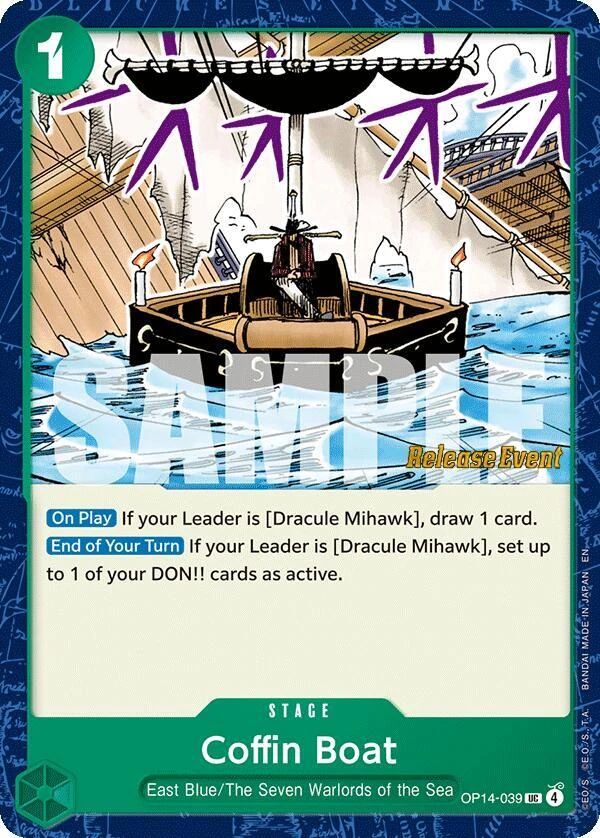 1
SAMPLE
Release Event
On Play If your Leader is [Dracule Mihawk], draw 1 card.
End of Your Turn If your Leader is [Dracule Mihawk], set up
to 1 of your DON!! cards as active.
STAGE
Coffin Boat
East Blue/The Seven Warlords of the Sea
OP14-039 UC 4
©E.O./S. ©E.O./S.,T.A. BANDAI MADE IN JAPAN EN